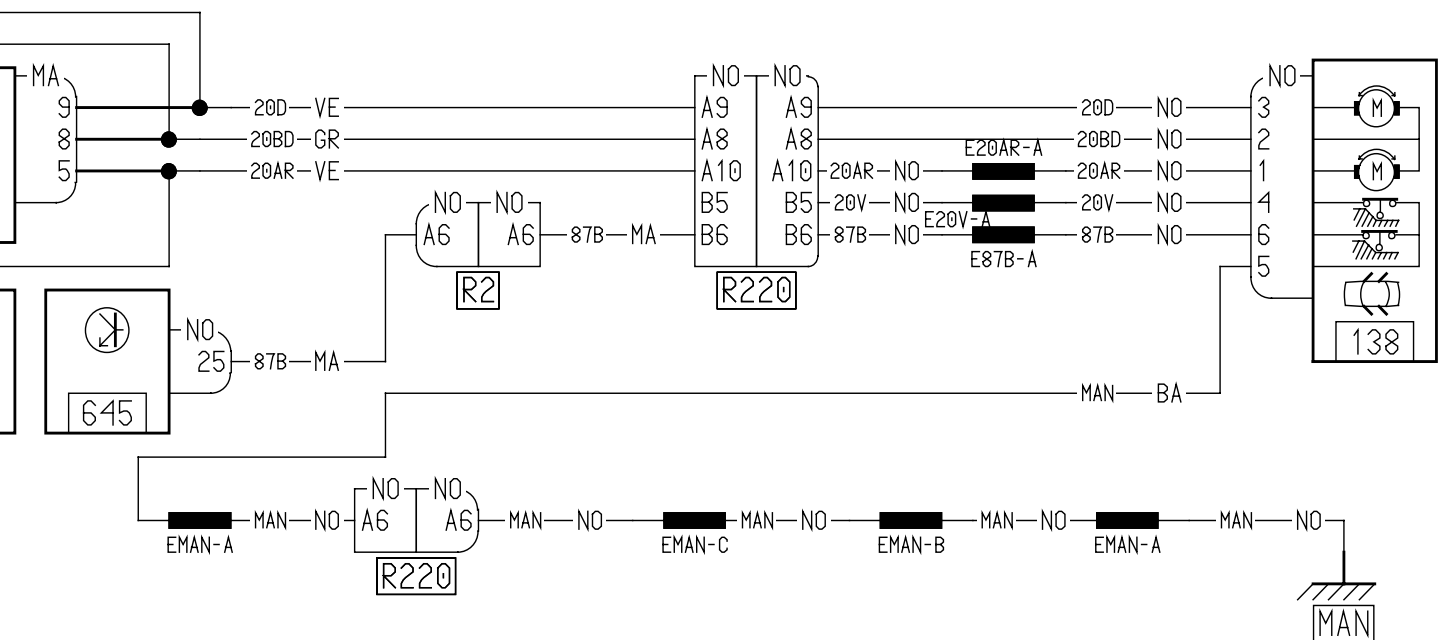 MA NO NO NO
9 20D VE A9 A9 20D NO 3 M
8 20BD GR A8 A8 20BD NO 2
E20AR-A
5 20AR VE A10 A10 20AR NO 20AR NO 1 M
NO NO B5 B5 20V NO 20V NO 4
E20V-A
A6 A6 87B MA B6 B6 87B NO 87B NO 6
E87B-A
5
R2 R220
NO
138
25 87B MA
MAN BA
645
NO NO
MAN NO A6 A6 MAN NO MAN NO MAN NO MAN NO
EMAN-A EMAN-C EMAN-B EMAN-A
R220
MAN